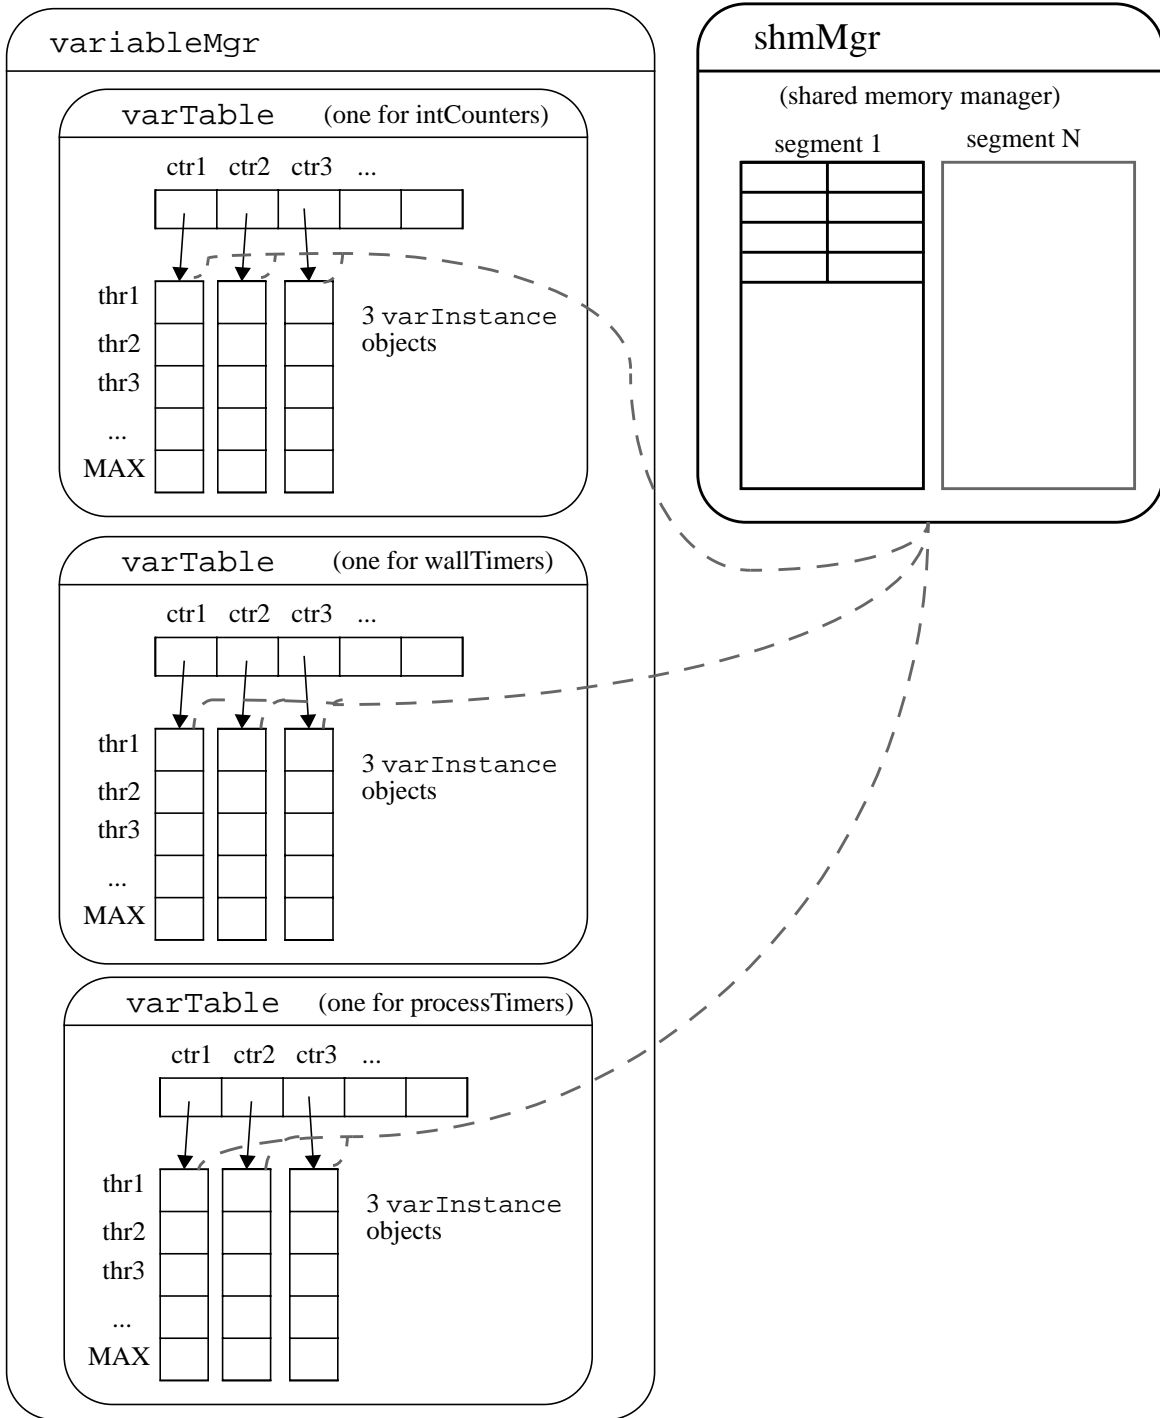 variableMgr
varTable (one for intCounters)
ctr1 ctr2 ctr3 ...
thr1
thr2
thr3
...
MAX
3 varInstance
objects
varTable (one for wallTimers)
ctr1 ctr2 ctr3 ...
thr1
thr2
thr3
...
MAX
3 varInstance
objects
varTable (one for processTimers)
ctr1 ctr2 ctr3 ...
thr1
thr2
thr3
...
MAX
3 varInstance
objects
shmMgr
(shared memory manager)
segment 1 segment N